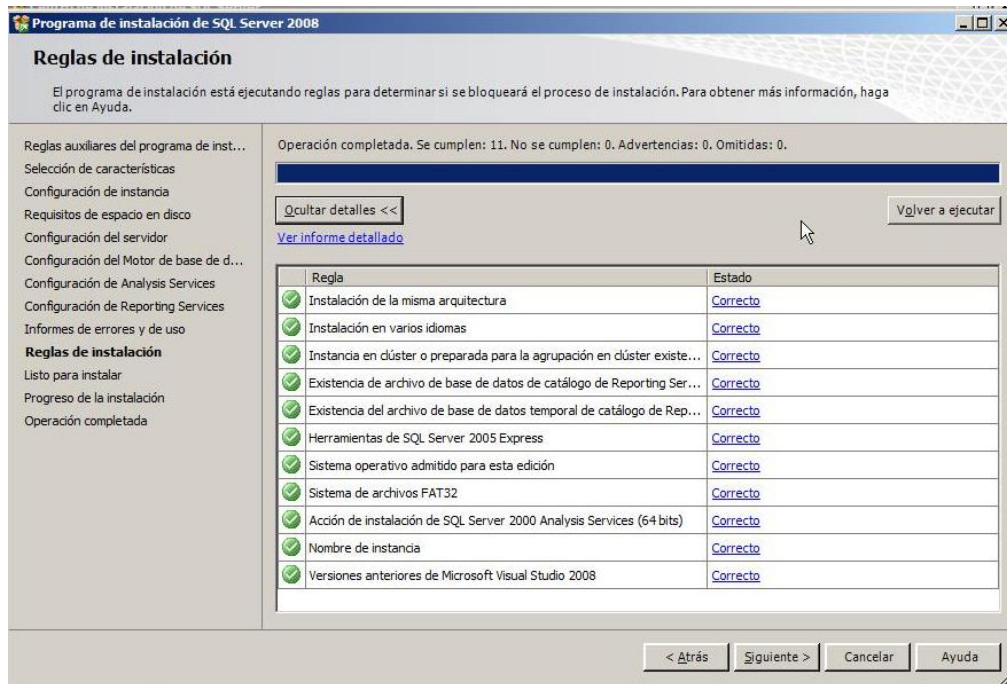 Programa de instalación de SQL Server 2008
Reglas de instalación
El programa de instalación está ejecutando reglas para determinar si se bloqueará el proceso de instalación. Para obtener más información, haga
clic en Ayuda.
Reglas auxiliares del programa de inst...
Selección de características
Configuración de instancia
Requisitos de espacio en disco
Configuración del servidor
Configuración del Motor de base de d...
Configuración de Analysis Services
Configuración de Reporting Services
Informes de errores y de uso
Reglas de instalación
Listo para instalar
Progreso de la instalación
Operación completada
Operación completada. Se cumplen: 11. No se cumplen: 0. Advertencias: 0. Omitidas: 0.
Ocultar detalles <<
Volver a ejecutar
Ver informe detallado
Regla Estado
Instalación de la misma arquitectura Correcto
Instalación en varios idiomas Correcto
Instancia en clúster o preparada para la agrupación en clúster existe... Correcto
Existencia de archivo de base de datos de catálogo de Reporting Ser... Correcto
Existencia del archivo de base de datos temporal de catálogo de Rep... Correcto
Herramientas de SQL Server 2005 Express Correcto
Sistema operativo admitido para esta edición Correcto
Sistema de archivos FAT32 Correcto
Acción de instalación de SQL Server 2000 Analysis Services (64 bits) Correcto
Nombre de instancia Correcto
Versiones anteriores de Microsoft Visual Studio 2008 Correcto
< Atrás Siguiente > Cancelar Ayuda